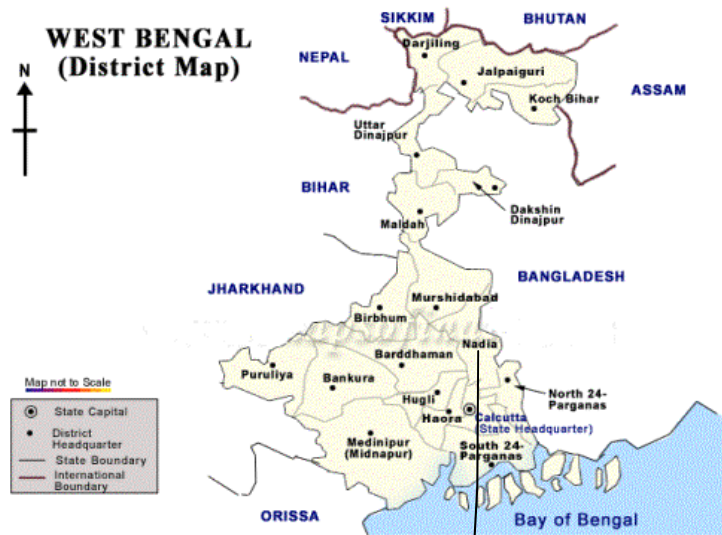 WEST BENGAL
(District Map)
N
SIKKIM
BHUTAN
NEPAL
Darjiling
Jalpaiguri
Koch Bihar
ASSAM
Uttar
Dinajpur
BIHAR
Dakshin
Dinajpur
Maldah
BANGLADESH
JHARKHAND
Murshidabad
Birbhum
Nadia
Barddhaman
Puruliya
Bankura
North 24-
Parganas
Hugli
Haora
Calcutta
(State Headquarter)
Medinipur
(Midnapur)
South 24-
Parganas
ORISSA
Bay of Bengal
Map not to Scale
State Capital
District
Headquarter
State Boundary
International
Boundary